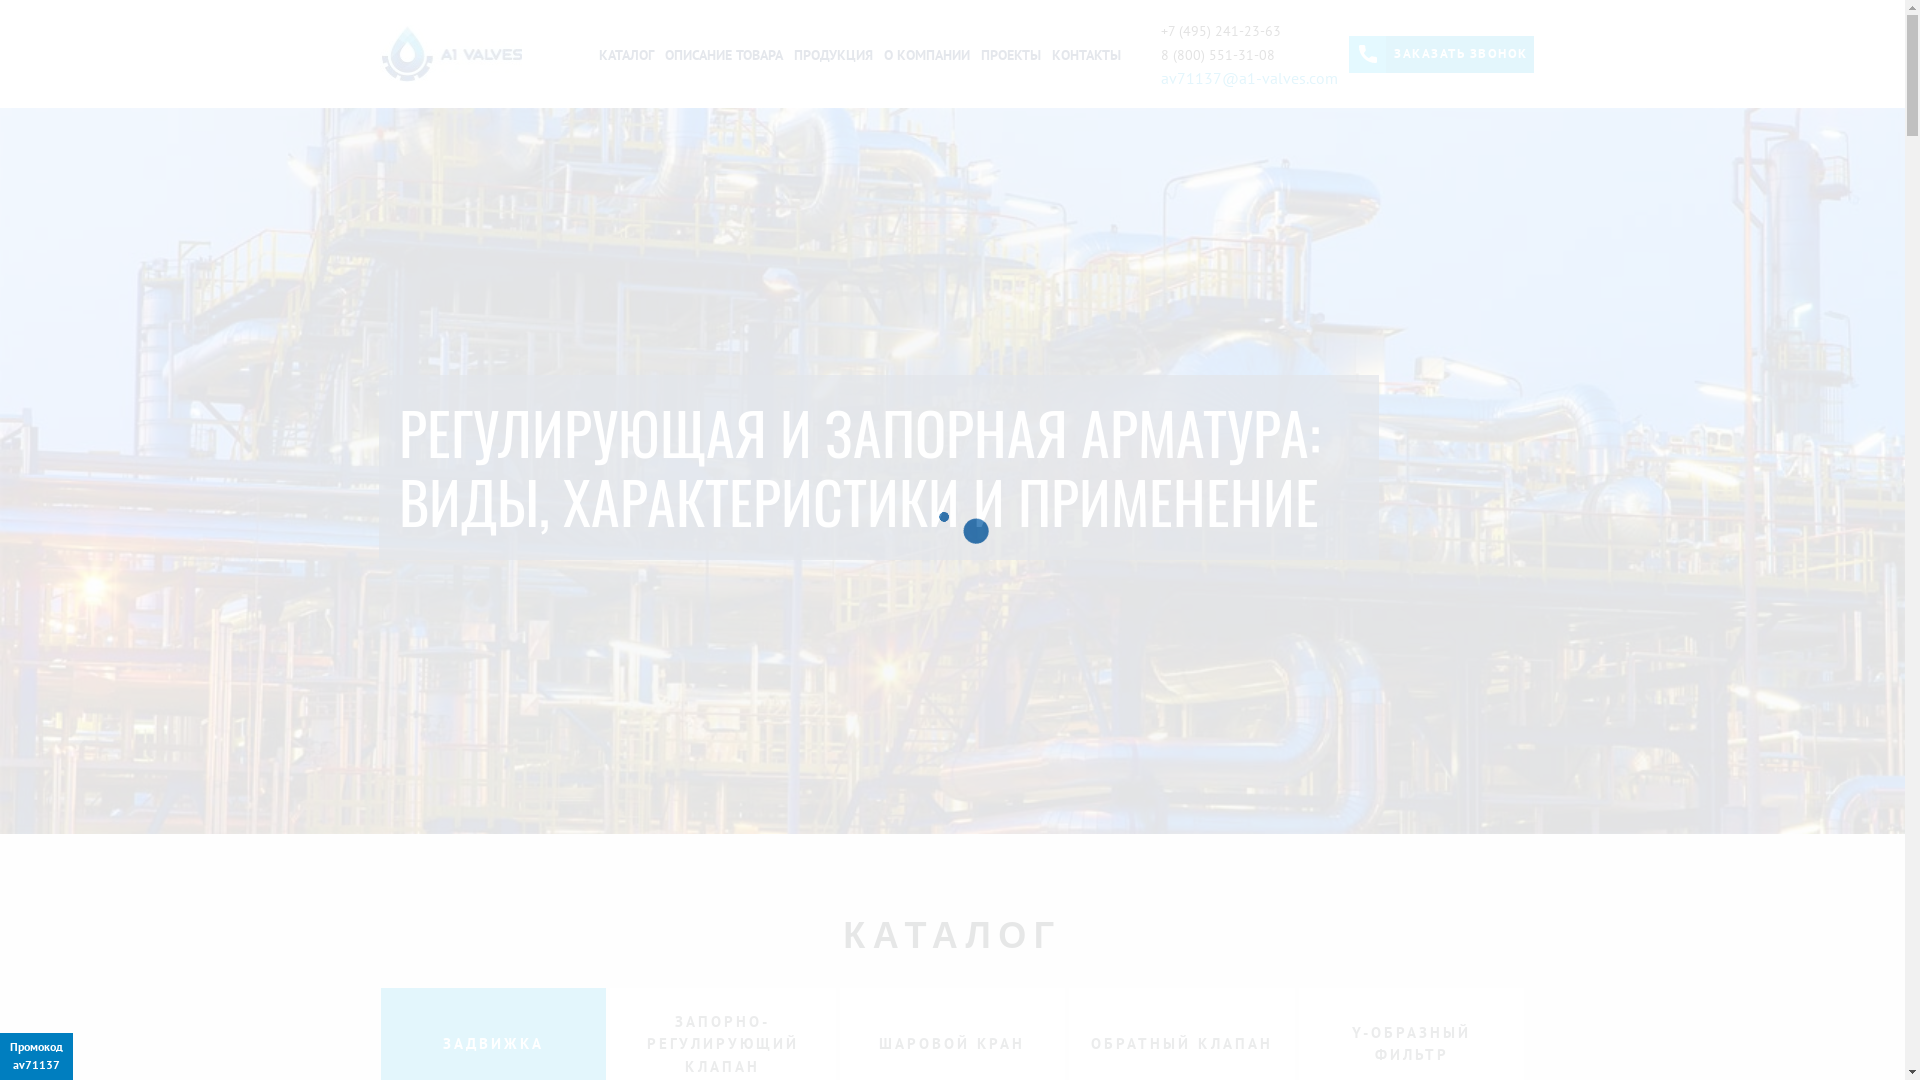 A1 VALVES
КАТАЛОГ ОПИСАНИЕ ТОВАРА ПРОДУКЦИЯ О КОМПАНИИ ПРОЕКТЫ КОНТАКТЫ
+7 (495) 241-23-63
8 (800) 551-31-08
av71137@a1-valves.com
ЗАКАЗАТЬ ЗВОНОК
РЕГУЛИРУЮЩАЯ И ЗАПОРНАЯ АРМАТУРА:
ВИДЫ, ХАРАКТЕРИСТИКИ И ПРИМЕНЕНИЕ
КАТАЛОГ
ЗАДВИЖКА
ЗАПОРНО-
РЕГУЛИРУЮЩИЙ
КЛАПАН
ШАРОВОЙ КРАН
ОБРАТНЫЙ КЛАПАН
Y-ОБРАЗНЫЙ
ФИЛЬТР
Промокод
av71137